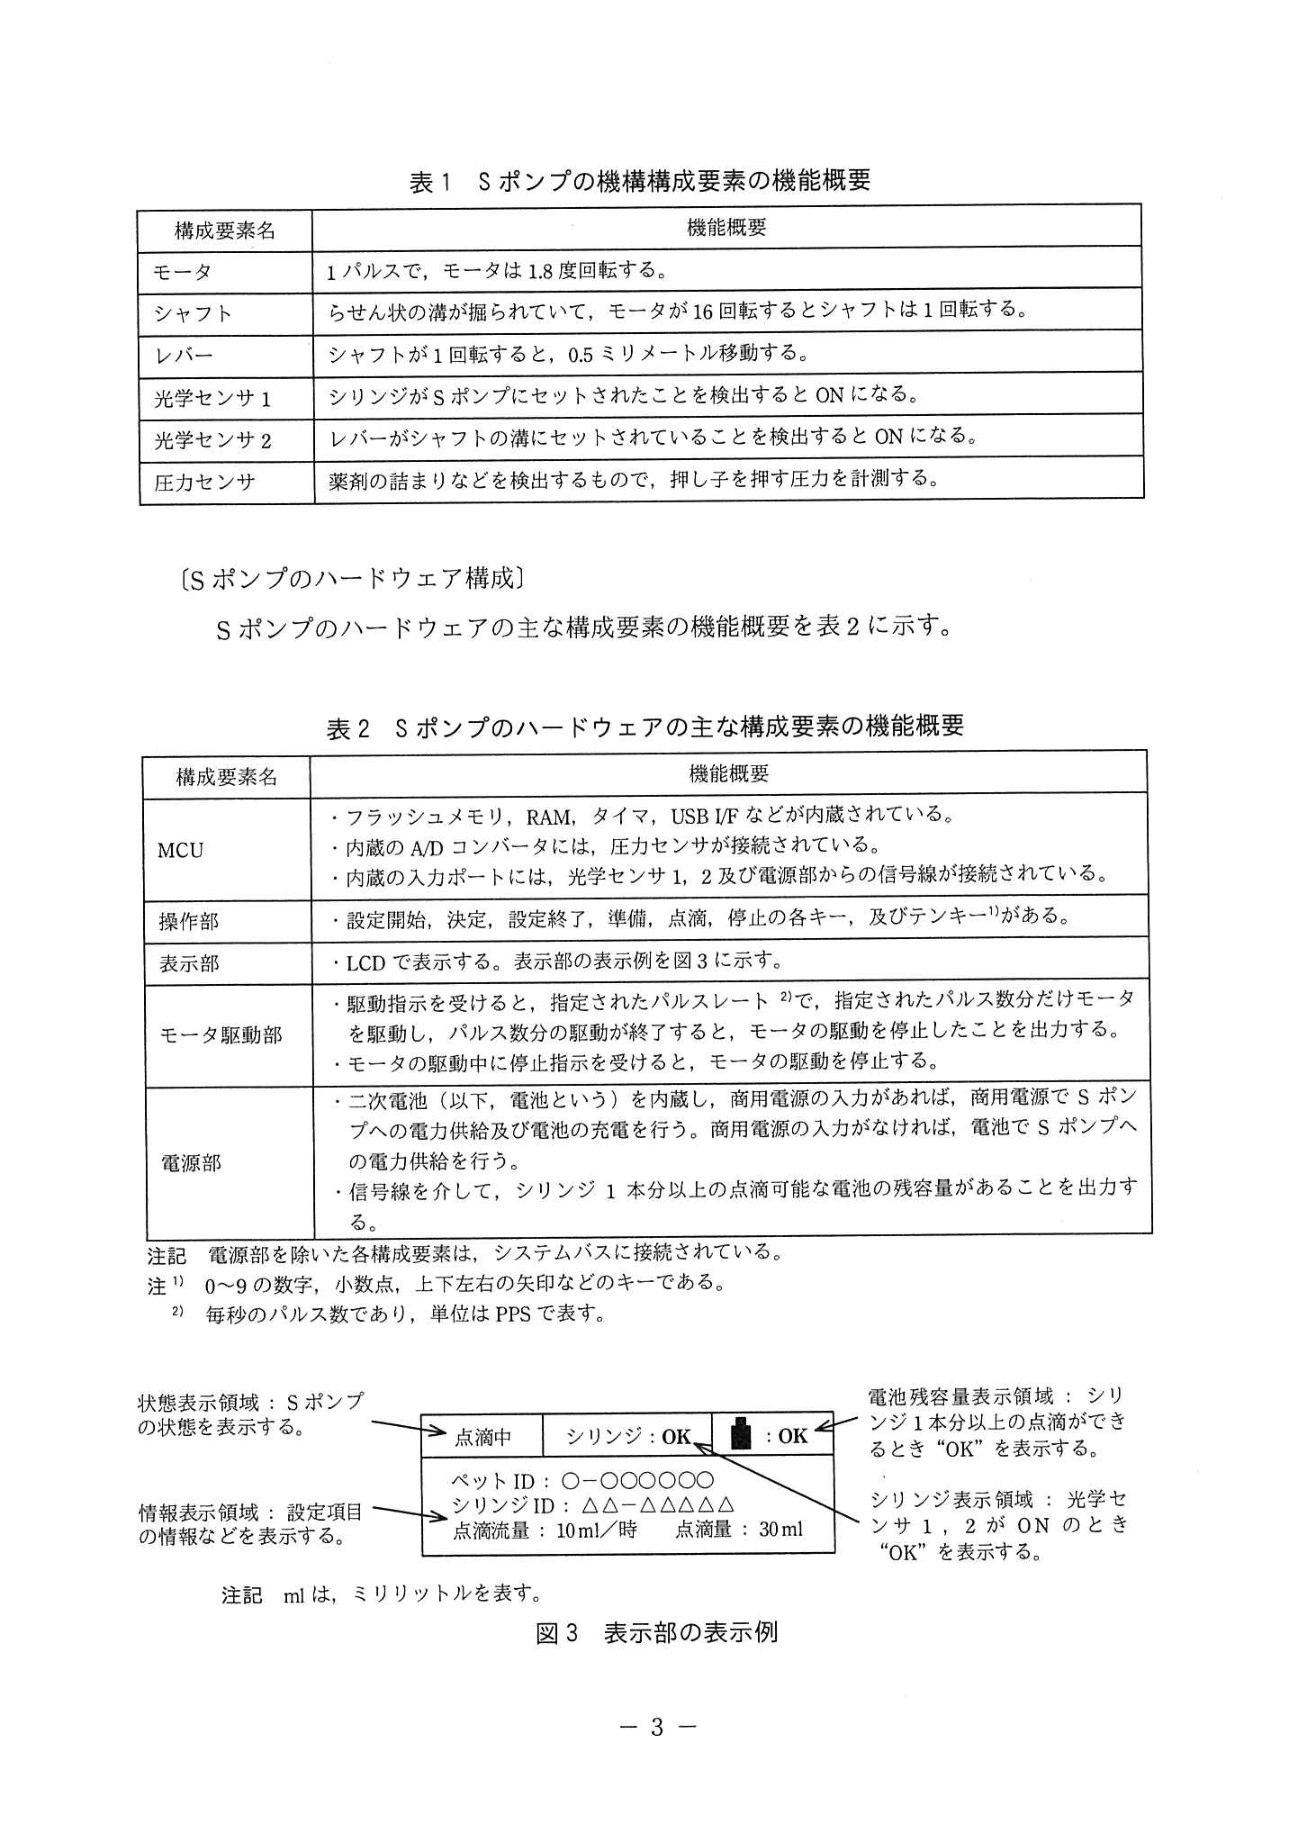 表1 Sポンプの機構構成要素の機能概要
構成要素名 機能概要
モータ 1パルスで，モータは1.8度回転する。
シャフト らせん状の溝が掘られていて，モータが16回転するとシャフトは1回転する。
レバー シャフトが1回転すると，0.5ミリメートル移動する。
光学センサ1 シリンジがSポンプにセットされたことを検出するとONになる。
光学センサ2 レバーがシャフトの溝にセットされていることを検出するとONになる。
圧力センサ 薬剤の詰まりなどを検出するもので，押し子を押す圧力を計測する。
〔Sポンプのハードウェア構成〕
Sポンプのハードウェアの主な構成要素の機能概要を表2に示す。
表2 Sポンプのハードウェアの主な構成要素の機能概要
構成要素名 機能概要
MCU
・フラッシュメモリ，RAM，タイマ，USB I/Fなどが内蔵されている。
・内蔵のA/Dコンバータには，圧力センサが接続されている。
・内蔵の入力ポートには，光学センサ1，2及び電源部からの信号線が接続されている。
操作部 ・設定開始，決定，設定終了，準備，点滴，停止の各キー，及びテンキー1)がある。
表示部 ・LCDで表示する。表示部の表示例を図3に示す。
モータ駆動部
・駆動指示を受けると，指定されたパルスレート2)で，指定されたパルス数分だけモータ
を駆動し，パルス数分の駆動が終了すると，モータの駆動を停止したことを出力する。
・モータの駆動中に停止指示を受けると，モータの駆動を停止する。
電源部
・二次電池（以下，電池という）を内蔵し，商用電源の入力があれば，商用電源でSポン
プへの電力供給及び電池の充電を行う。商用電源の入力がなければ，電池でSポンプへ
の電力供給を行う。
・信号線を介して，シリンジ1本分以上の点滴可能な電池の残容量があることを出力す
る。
注記 電源部を除いた各構成要素は，システムバスに接続されている。
注1) 0～9の数字，小数点，上下左右の矢印などのキーである。
2) 毎秒のパルス数であり，単位はPPSで表す。
状態表示領域：Sポンプ
の状態を表示する。
情報表示領域：設定項目
の情報などを表示する。
点滴中 シリンジ：OK ：OK
ペットID：○－○○○○○○
シリンジID：△△－△△△△△
点滴流量：10ml／時 点滴量：30ml
電池残容量表示領域：シリ
ンジ1本分以上の点滴ができ
るとき“OK”を表示する。
シリンジ表示領域：光学セ
ンサ1，2がONのとき
“OK”を表示する。
注記 mlは，ミリリットルを表す。
図3 表示部の表示例
－ 3 －